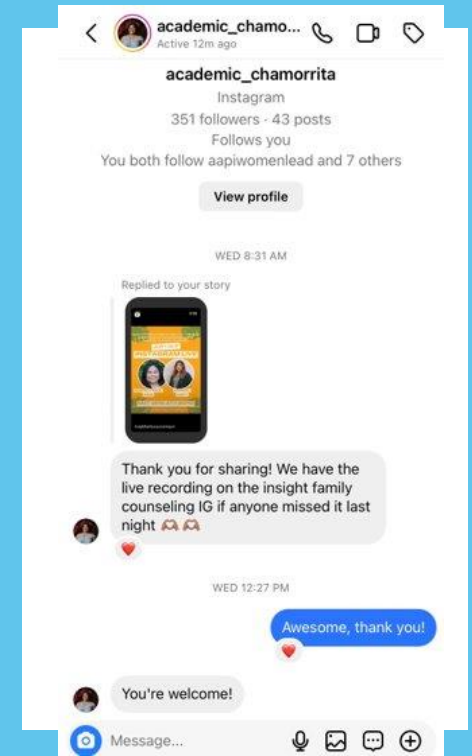 academic_chamo...
Active 12m ago
academic_chamorrita
Instagram
351 followers · 43 posts
Follows you
You both follow aapiwomenlead and 7 others
View profile
WED 8:31 AM
Replied to your story
INSTAGRAM LIVE
Thank you for sharing! We have the
live recording on the insight family
counseling IG if anyone missed it last
night 🫶🏽 🫶🏽
WED 12:27 PM
Awesome, thank you!
You're welcome!
Message...